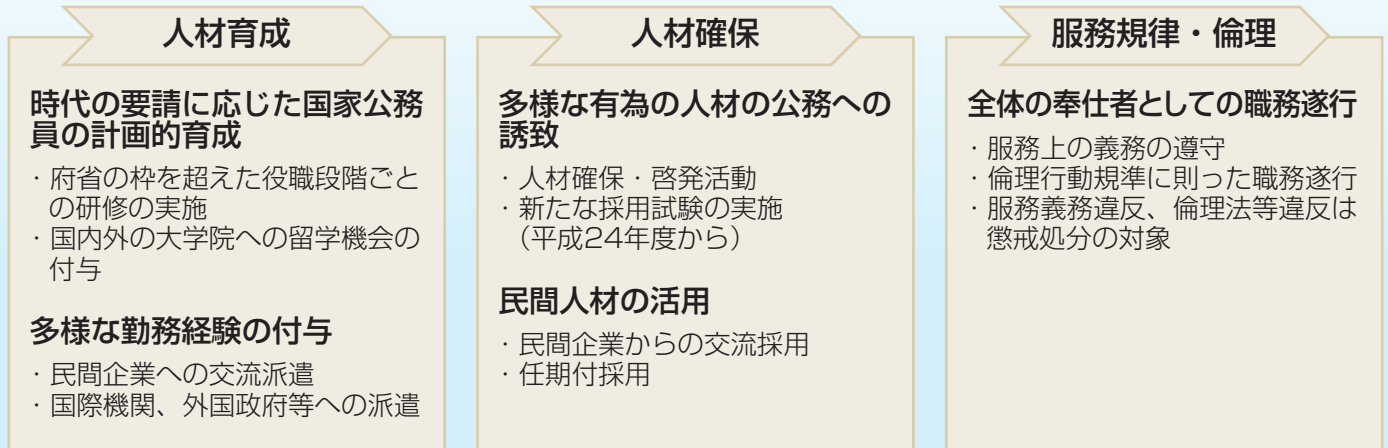 人材育成
時代の要請に応じた国家公務
員の計画的育成
・府省の枠を超えた役職段階ごと
の研修の実施
・国内外の大学院への留学機会の
付与
多様な勤務経験の付与
・民間企業への交流派遣
・国際機関、外国政府等への派遣
人材確保
多様な有為の人材の公務への
誘致
・人材確保・啓発活動
・新たな採用試験の実施
（平成24年度から）
民間人材の活用
・民間企業からの交流採用
・任期付採用
服務規律・倫理
全体の奉仕者としての職務遂行
・服務上の義務の遵守
・倫理行動規準に則った職務遂行
・服務義務違反、倫理法等違反は
懲戒処分の対象